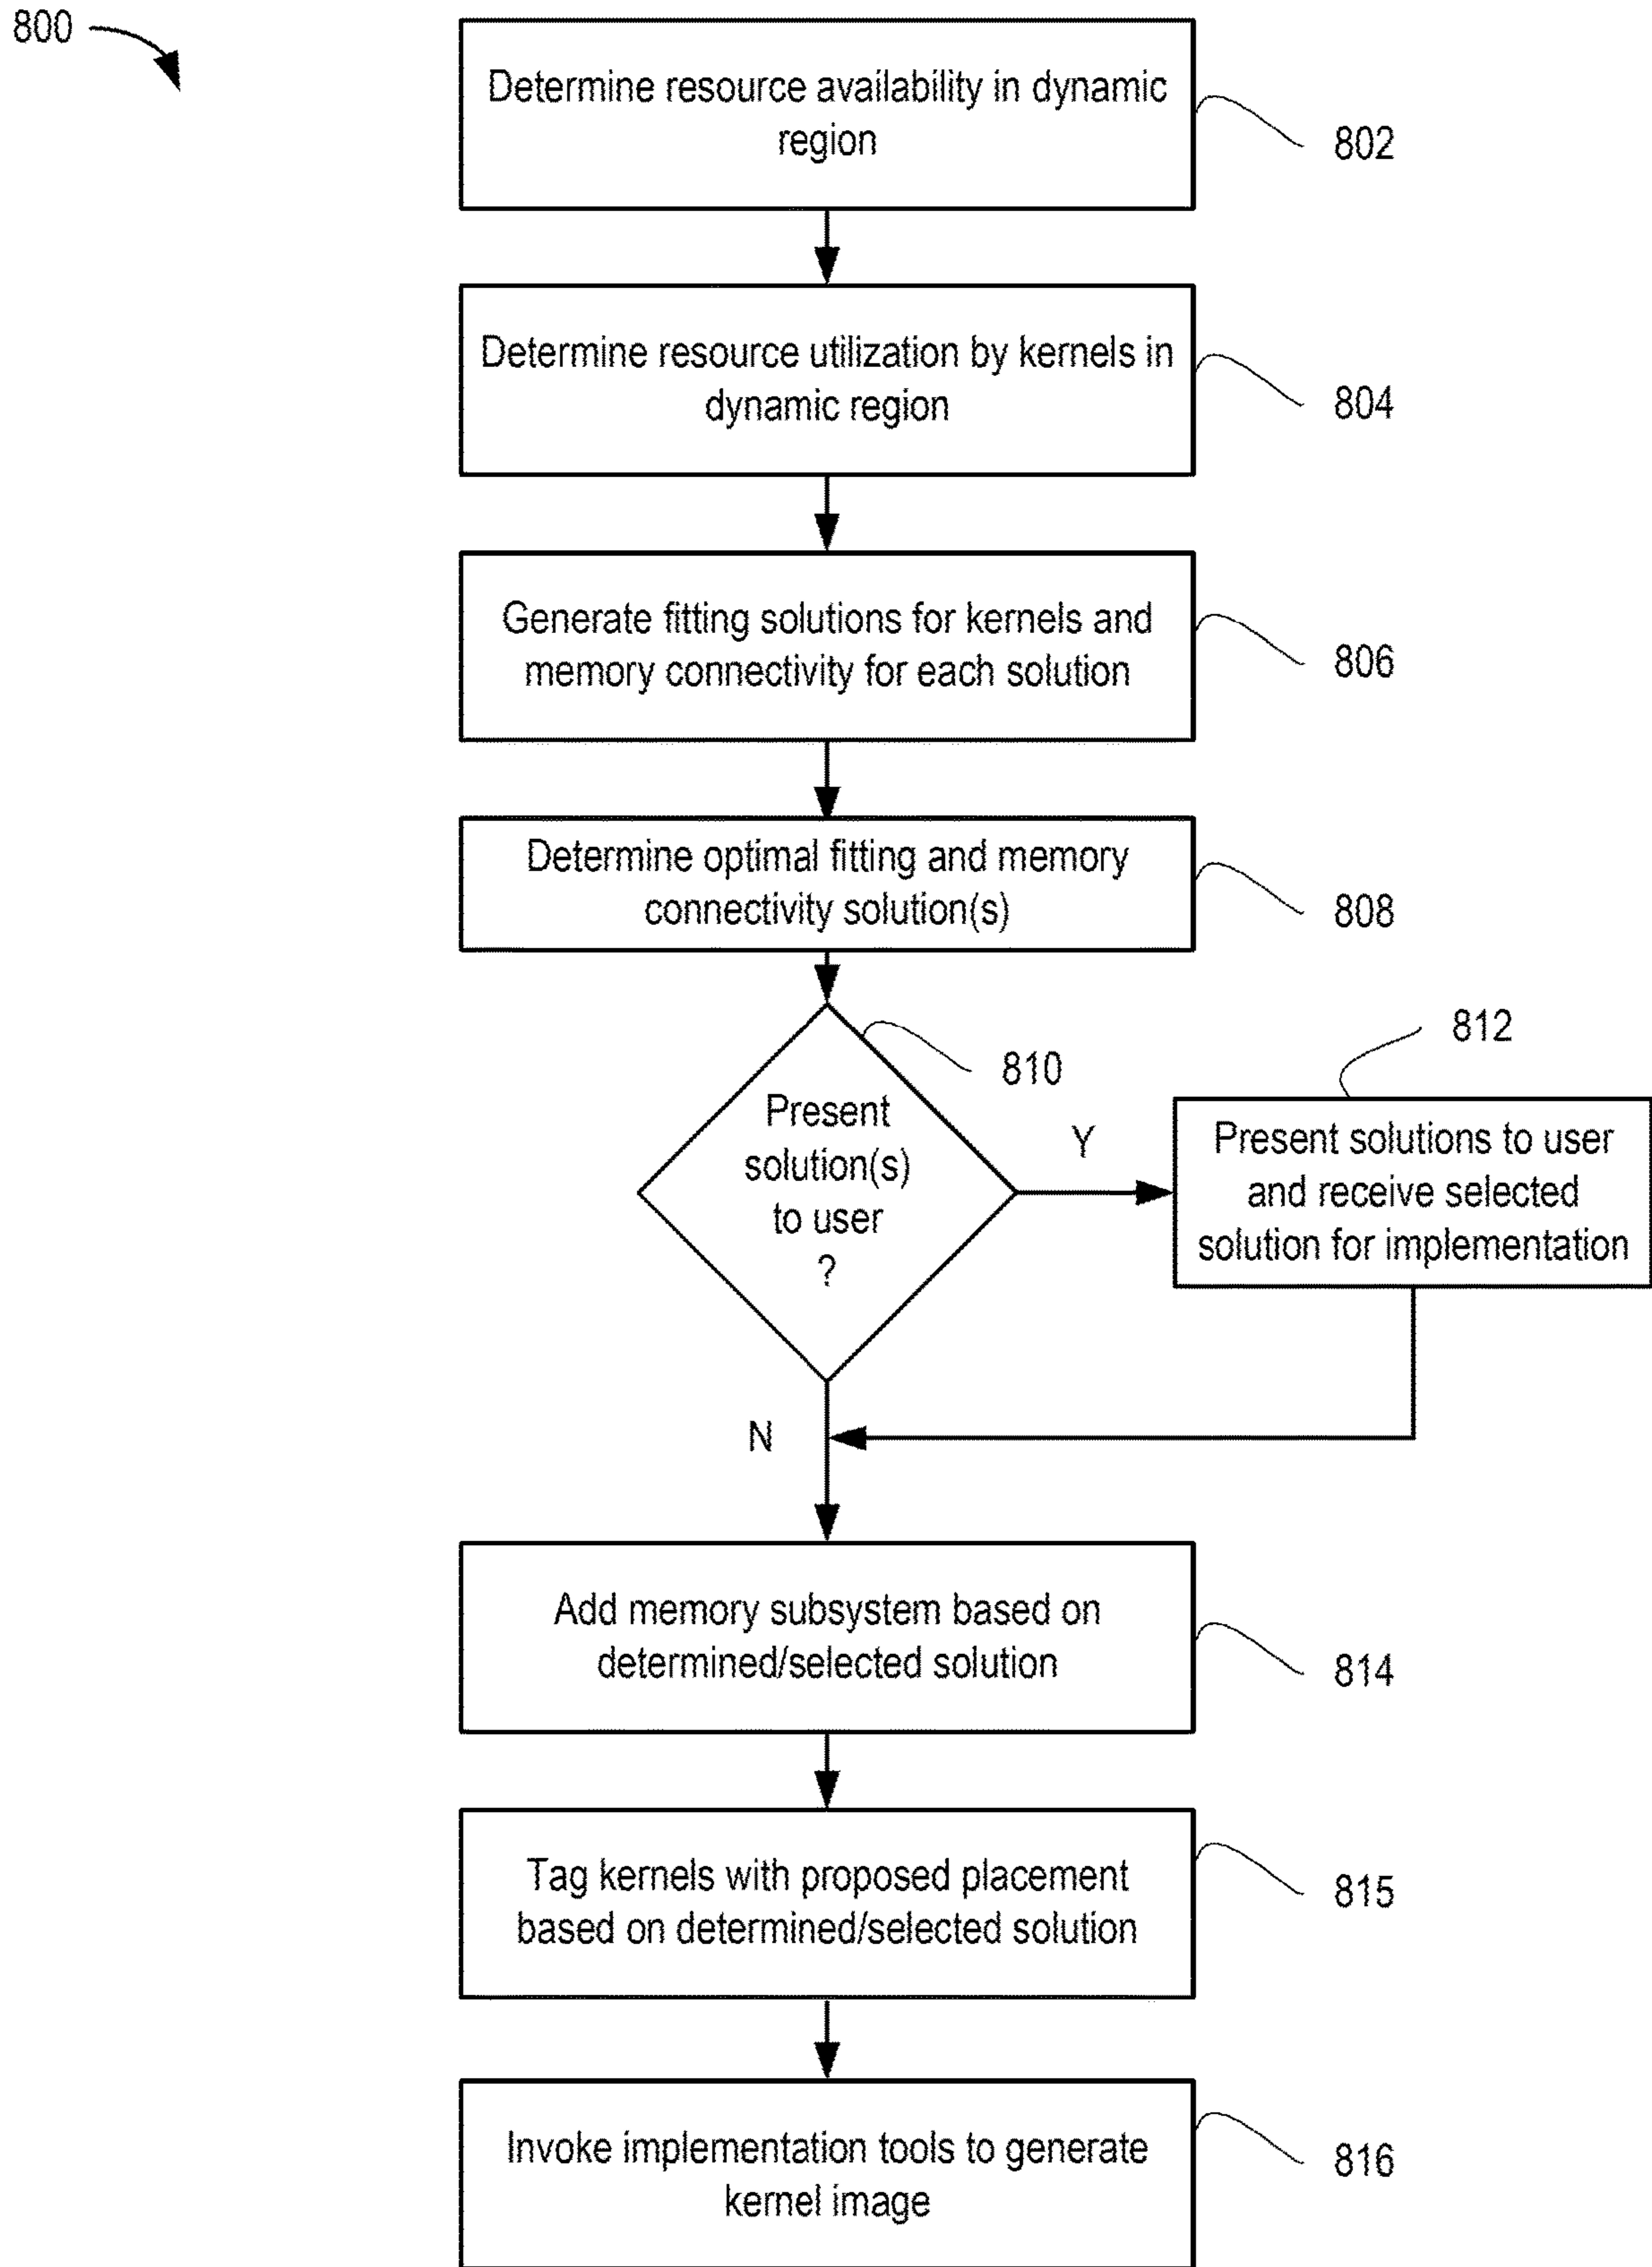 800
Determine resource availability in dynamic
region
802
Determine resource utilization by kernels in
dynamic region
804
Generate fitting solutions for kernels and
memory connectivity for each solution
806
Determine optimal fitting and memory
connectivity solution(s)
808
810
Present
solution(s)
to user
?
Y
812
Present solutions to user
and receive selected
solution for implementation
N
Add memory subsystem based on
determined/selected solution
814
Tag kernels with proposed placement
based on determined/selected solution
815
Invoke implementation tools to generate
kernel image
816